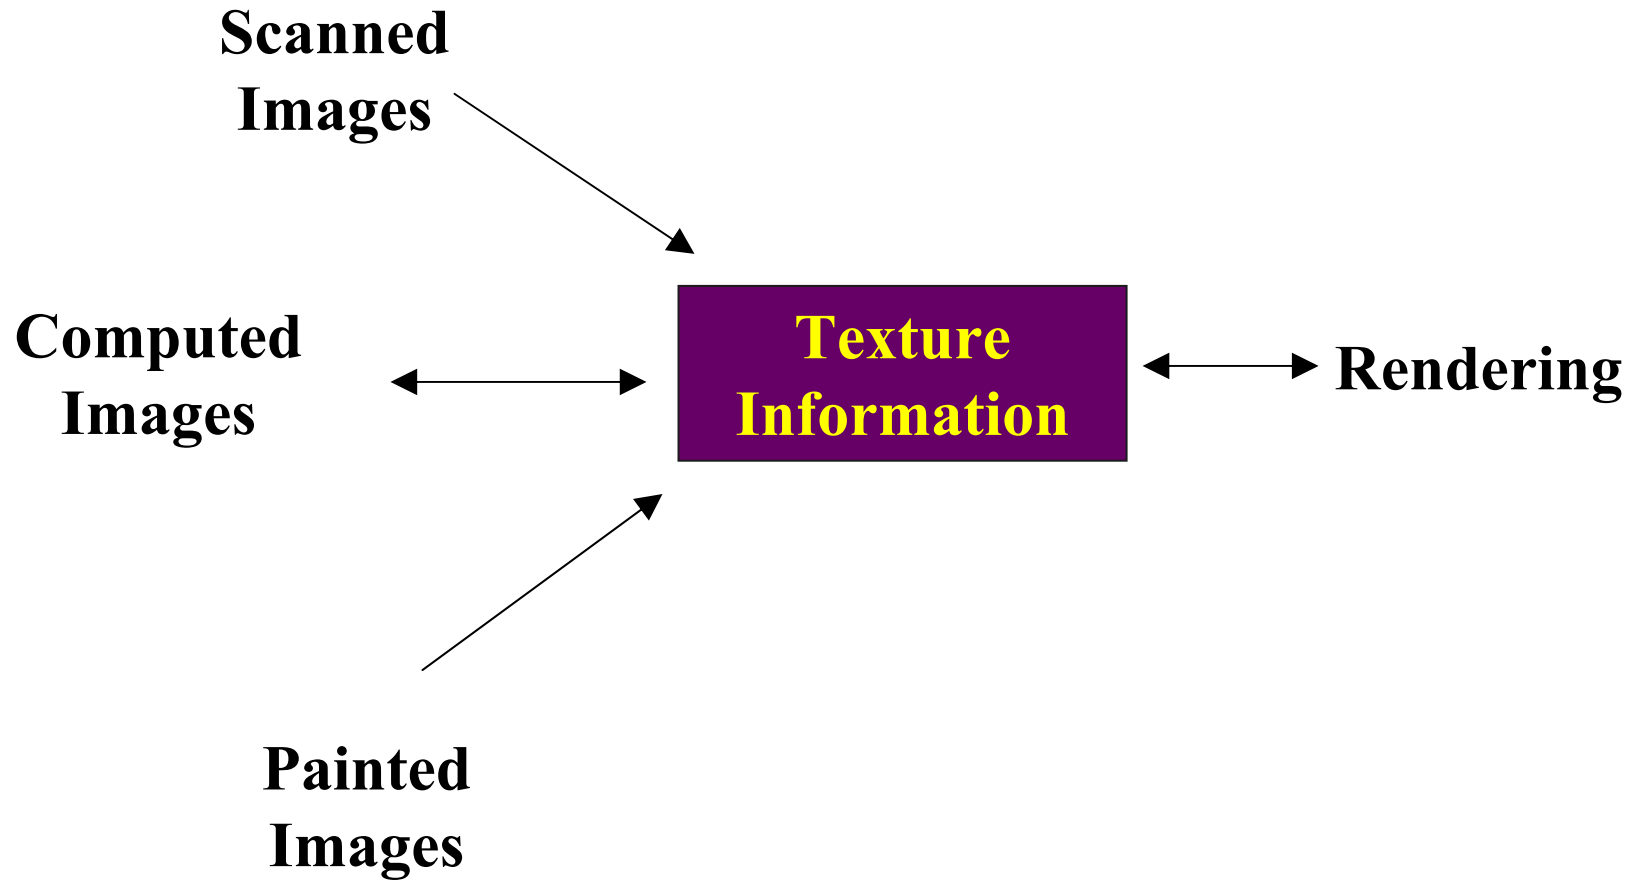 Scanned
Images
Computed
Images
Texture
Information
Rendering
Painted
Images